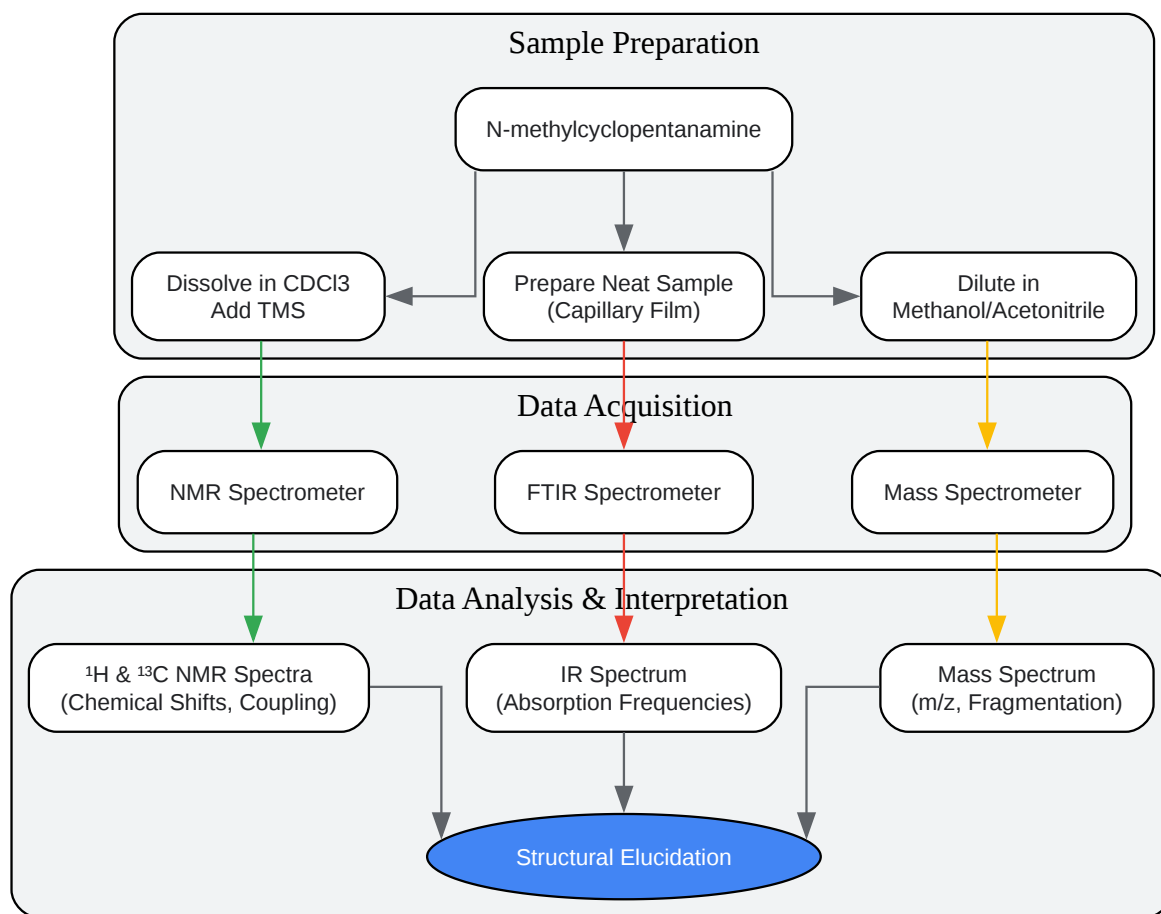 Sample Preparation
N-methylcyclopentanamine
Dissolve in CDCl3
Add TMS
Prepare Neat Sample
(Capillary Film)
Dilute in
Methanol/Acetonitrile
Data Acquisition
NMR Spectrometer
FTIR Spectrometer
Mass Spectrometer
Data Analysis & Interpretation
¹H & ¹³C NMR Spectra
(Chemical Shifts, Coupling)
IR Spectrum
(Absorption Frequencies)
Mass Spectrum
(m/z, Fragmentation)
Structural Elucidation